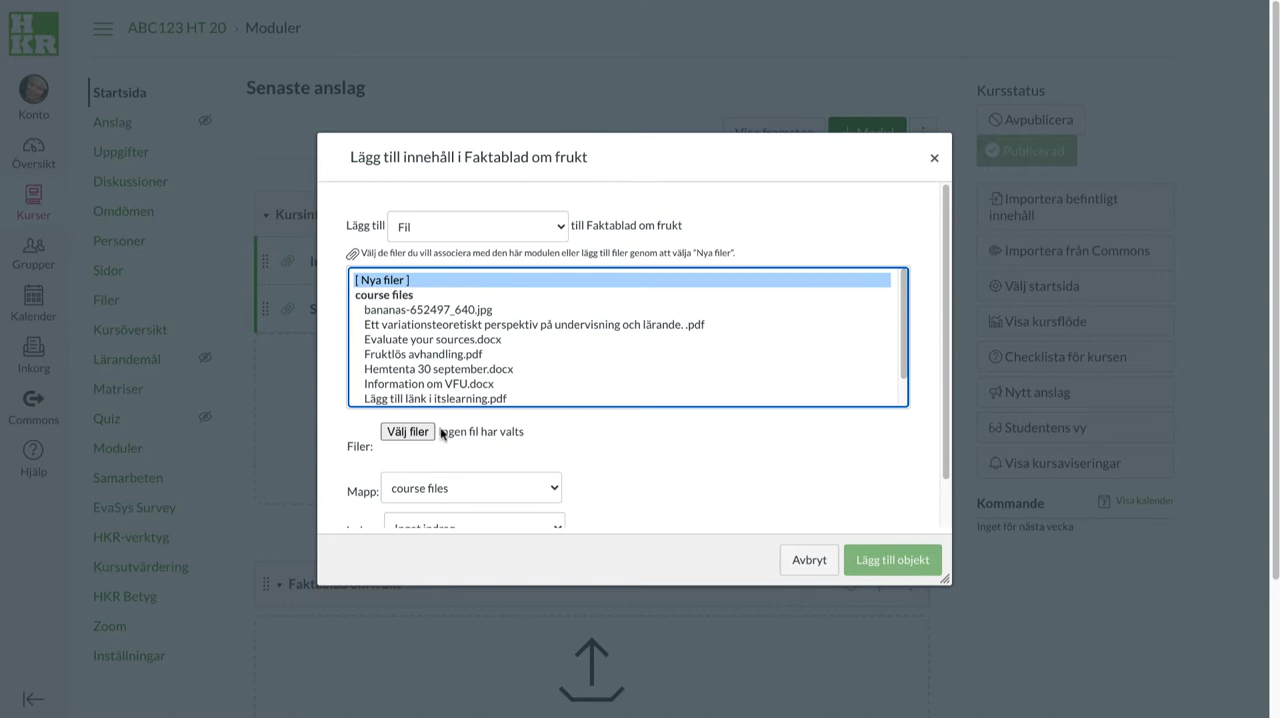 HKR
ABC123 HT 20 › Moduler
Konto
Översikt
Kurser
Grupper
Kalender
Inkorg
Commons
Hjälp
Startsida
Anslag
Uppgifter
Diskussioner
Omdömen
Personer
Sidor
Filer
Kursöversikt
Lärandemål
Matriser
Quiz
Moduler
Samarbeten
EvaSys Survey
HKR-verktyg
Kursutvärdering
HKR Betyg
Zoom
Inställningar
Senaste anslag
Modul
Lägg till innehåll i Faktablad om frukt
×
Lägg till Fil till Faktablad om frukt
Välj de filer du vill associera med den här modulen eller lägg till filer genom att välja "Nya filer".
[ Nya filer ]
course files
bananas-652497_640.jpg
Ett variationsteoretiskt perspektiv på undervisning och lärande. .pdf
Evaluate your sources.docx
Fruktlös avhandling.pdf
Hemtenta 30 september.docx
Information om VFU.docx
Lägg till länk i itslearning.pdf
Välj filer Ingen fil har valts
Filer:
Mapp: course files
Avbryt
Lägg till objekt
Kursstatus
Avpublicera
Publicerad
Importera befintligt
innehåll
Importera från Commons
Välj startsida
Visa kursflöde
Checklista för kursen
Nytt anslag
Studentens vy
Visa kursaviseringar
Kommande
Visa kalender
Inget för nästa vecka